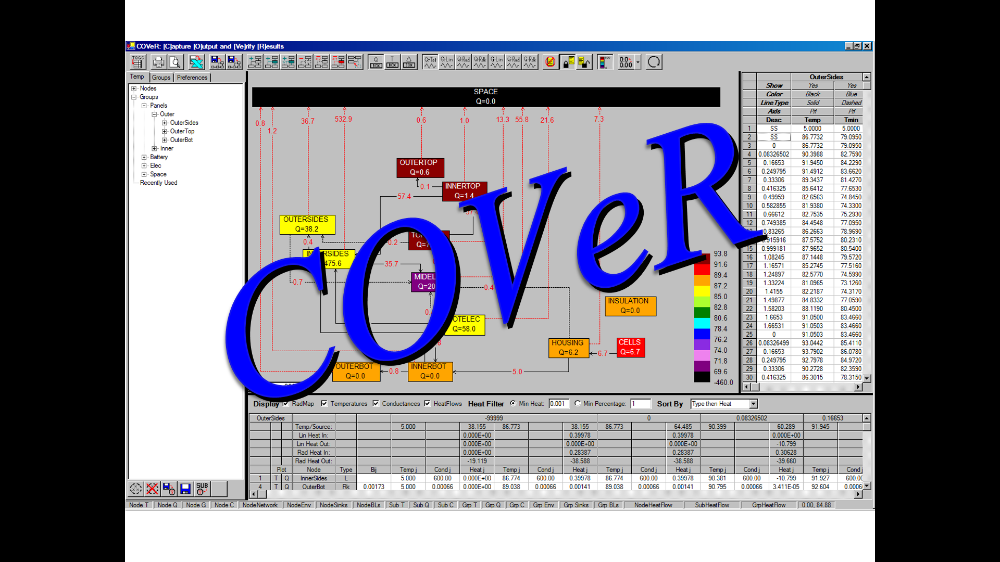 COVeR: [C]apture [O]utput and [Ve]rify [R]esults
TQGC Q BOX T BOX Δ BOX Q-Tot Q-Lin Q-Rad Q-Rdk G-Lin G-Rad G-Rdk 0.0 0.00
Temp Groups Preferences
Nodes
Groups
Panels
Outer
OuterSides
OuterTop
OuterBot
Inner
Battery
Elec
Space
Recently Used
SUB
SPACE
Q=0.0
0.8 1.2 36.7 532.9 0.6 1.0 13.3 55.8 21.6 7.3
OUTERTOP
Q=0.6
0.1
INNERTOP
Q=1.4
57.4
57.4
OUTERSIDES
Q=38.2
0.4
0.2
35.7
0.7
0.4
OTELEC
Q=58.0
INSULATION
Q=0.0
HOUSING
Q=6.2
6.7
CELLS
Q=6.7
OUTERBOT
Q=0.0
0.8
INNERBOT
Q=0.0
5.0
COVeR
93.8
91.6
89.4
87.2
85.0
82.8
80.6
78.4
76.2
74.0
71.8
69.6
-460.0
OuterSides
Show Yes Yes
Color Black Blue
LineType Solid Dashed
Axis Pri Pri
Desc Temp Tmin
1 SS 5.0000 5.0000
2 SS 86.7732 79.0950
3 0 86.7732 79.0950
4 0.08326502 90.3988 82.7590
5 0.16653 91.9450 84.2290
6 0.249795 91.4912 83.6620
7 0.33306 89.3437 81.4270
8 0.416325 85.6412 77.6530
9 0.49959 82.6563 74.8450
10 0.582855 81.9380 74.3300
11 0.66612 82.7535 75.2930
12 0.749385 84.4548 77.0950
0.83265 86.2663 78.9690
87.5752 80.2310
15 0.999181 87.9652 80.5400
16 1.08245 87.1448 79.5720
17 1.16571 85.2745 77.5160
18 1.24897 82.5770 74.5990
19 1.33224 81.0965 73.1260
20 1.4155 82.2187 74.3170
21 1.49877 84.8332 77.0590
22 1.58203 88.1190 80.4500
23 1.6653 91.0500 83.4660
24 1.66531 91.0503 83.4660
25 0 91.0503 83.4660
26 0.08326499 93.0442 85.4110
27 0.16653 93.7902 86.0780
28 0.249795 92.7978 84.9720
29 0.33306 90.2728 82.3590
30 0.416325 86.3015 78.3150
Display RadMap Temperatures Conductances HeatFlows Heat Filter Min Heat: 0.001 Min Percentage: 1 Sort By Type then Heat
OuterSides -99999 0 0.08326502 0.16653
Temp/Source: 5.000 38.155 86.773 38.155 86.773 64.485 90.399 60.289 91.945
Lin Heat In: 0.000E+00 0.39978 0.39978 0.000E+00
Lin Heat Out: 0.000E+00 0.000E+00 0.000E+00 -10.799
Rad Heat In: 0.000E+00 0.28387 0.28387 0.30628
Rad Heat Out: -19.119 -38.588 -38.588 -39.660
Plot Node Type Bij Temp j Cond j Heat j Temp j Cond j Heat j Temp j Cond j Heat j Temp j Cond j Heat j Temp j Cond j
1 T Q InnerSides L 5.000 600.00 0.000E+00 86.774 600.00 0.39978 86.774 600.00 0.39978 90.381 600.00 -10.799 91.927 600.00
4 T Q OuterBot Rk 0.00173 5.000 0.00066 0.000E+00 89.038 0.00066 0.00141 89.038 0.00066 0.00141 90.795 0.00066 3.411E-05 92.604 0.0006
Node T Node Q Node G Node C NodeNetwork NodeEnv NodeSinks NodeBLs Sub T Sub Q Sub C Grp T Grp Q Grp C Grp Env Grp Sinks Grp BLs NodeHeatFlow SubHeatFlow GrpHeatFlow 0.00, 84.88